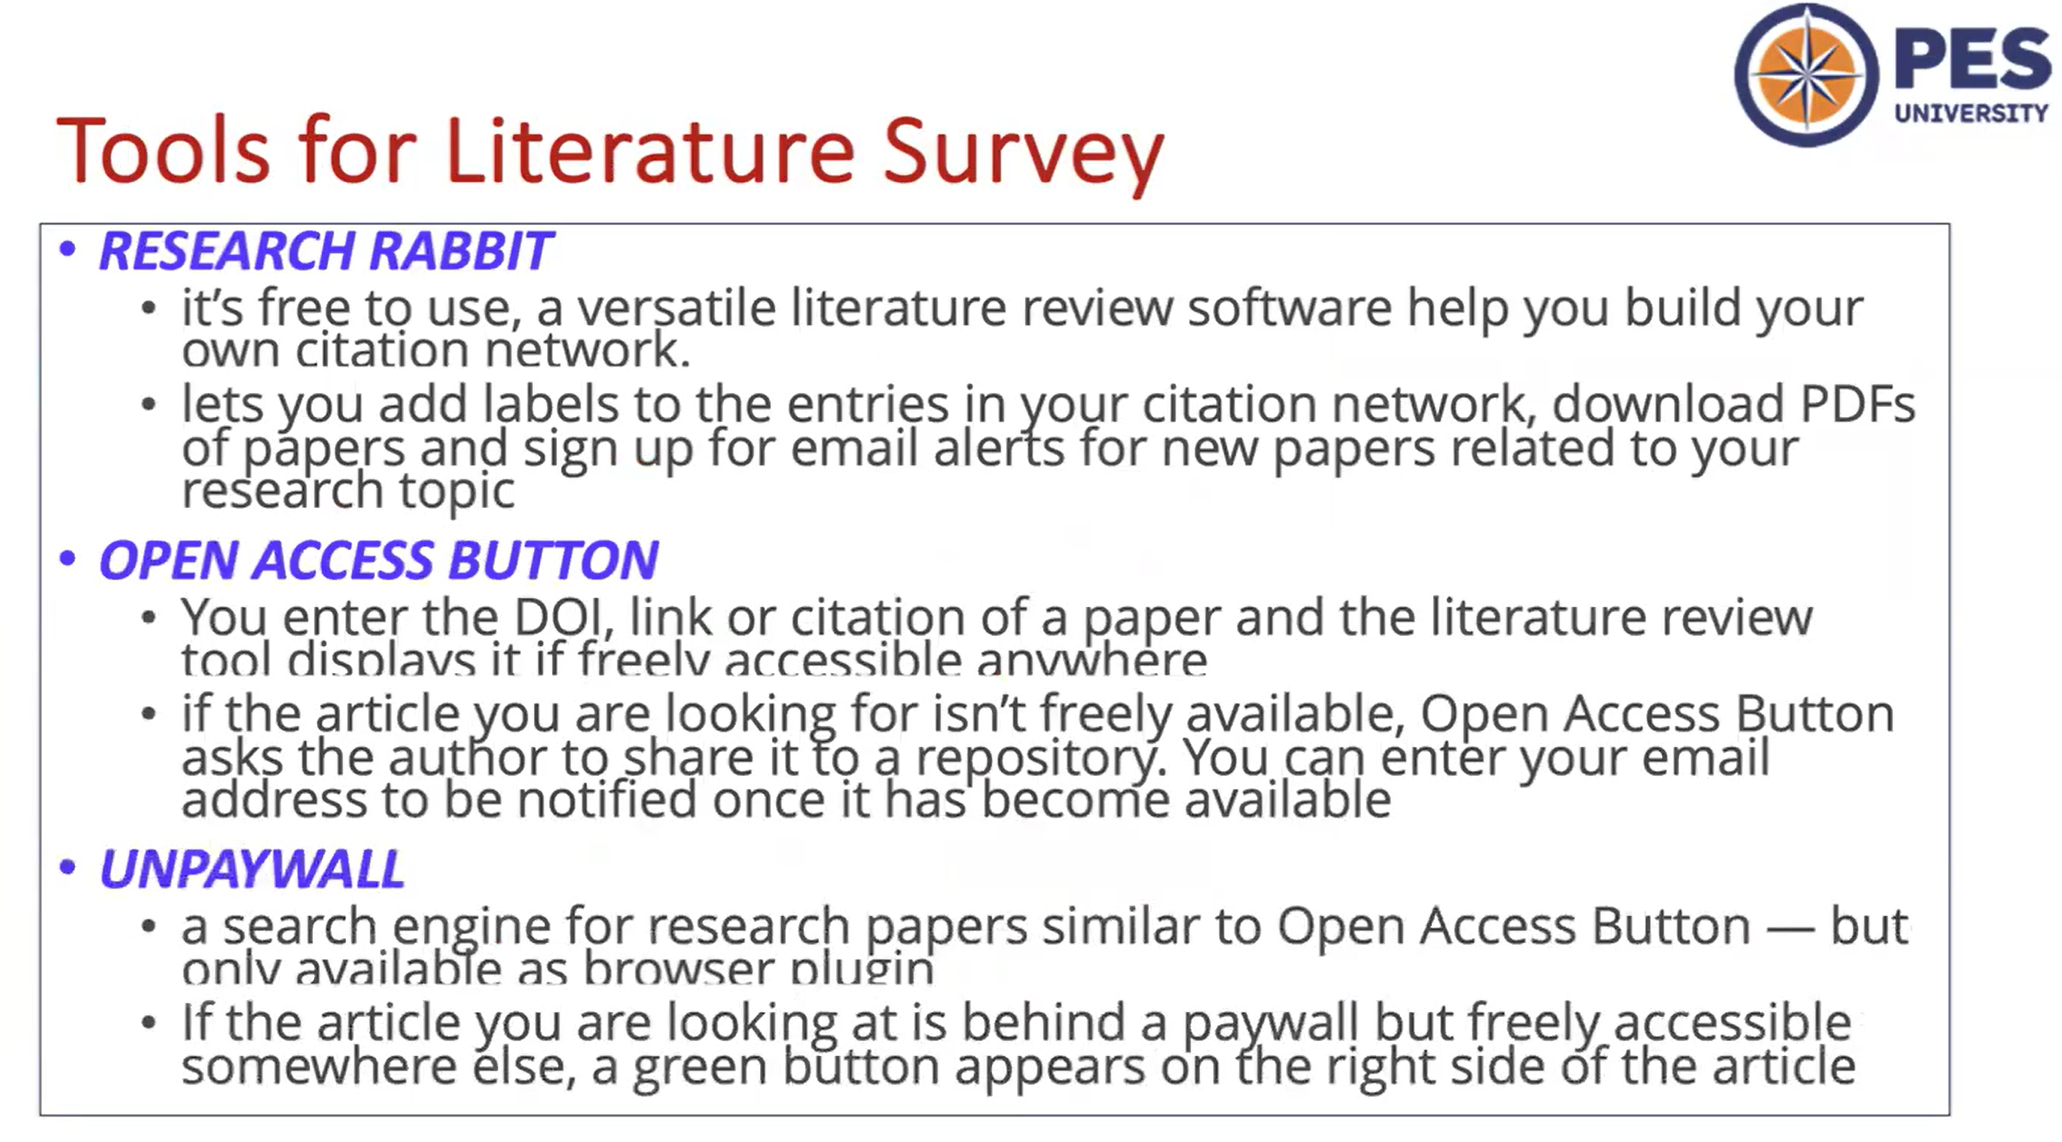 PES
UNIVERSITY
Tools for Literature Survey
• RESEARCH RABBIT
• it’s free to use, a versatile literature review software help you build your
own citation network.
• lets you add labels to the entries in your citation network, download PDFs
of papers and sign up for email alerts for new papers related to your
research topic
• OPEN ACCESS BUTTON
• You enter the DOI, link or citation of a paper and the literature review
tool displays it if freely accessible anywhere
• if the article you are looking for isn’t freely available, Open Access Button
asks the author to share it to a repository. You can enter your email
address to be notified once it has become available
• UNPAYWALL
• a search engine for research papers similar to Open Access Button — but
only available as browser plugin
• If the article you are looking at is behind a paywall but freely accessible
somewhere else, a green button appears on the right side of the article